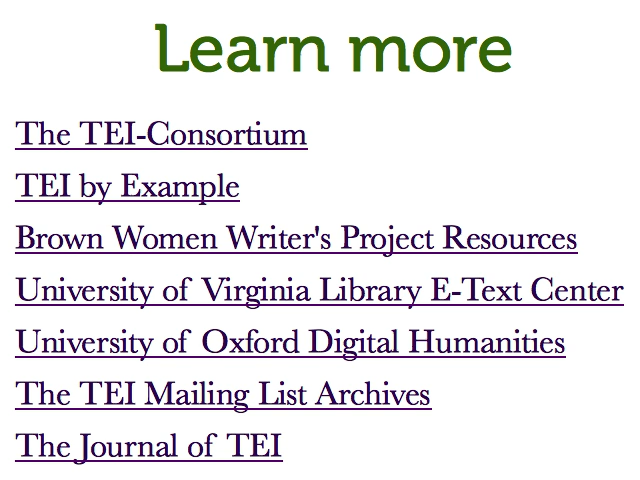 Learn more
The TEI-Consortium
TEI by Example
Brown Women Writer's Project Resources
University of Virginia Library E-Text Center
University of Oxford Digital Humanities
The TEI Mailing List Archives
The Journal of TEI